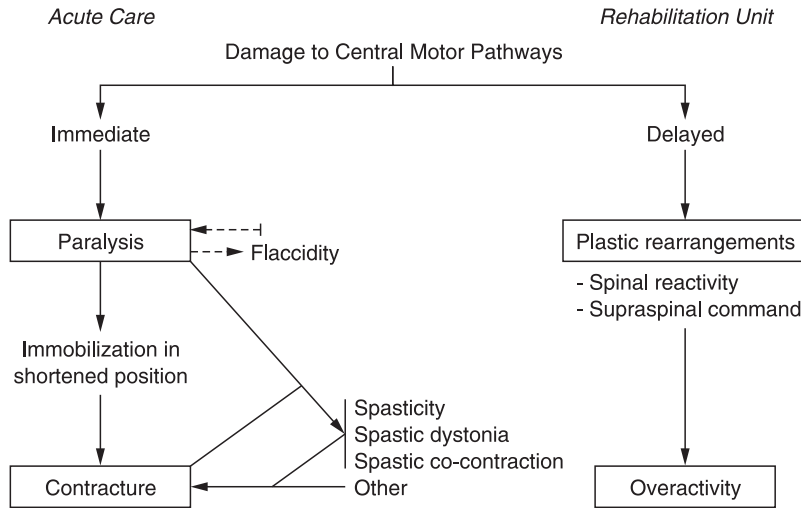 Acute Care
Rehabilitation Unit
Damage to Central Motor Pathways
Immediate
Delayed
Paralysis
Flaccidity
Plastic rearrangements
- Spinal reactivity
- Supraspinal command
Immobilization in
shortened position
Spasticity
Spastic dystonia
Spastic co-contraction
Other
Contracture
Overactivity